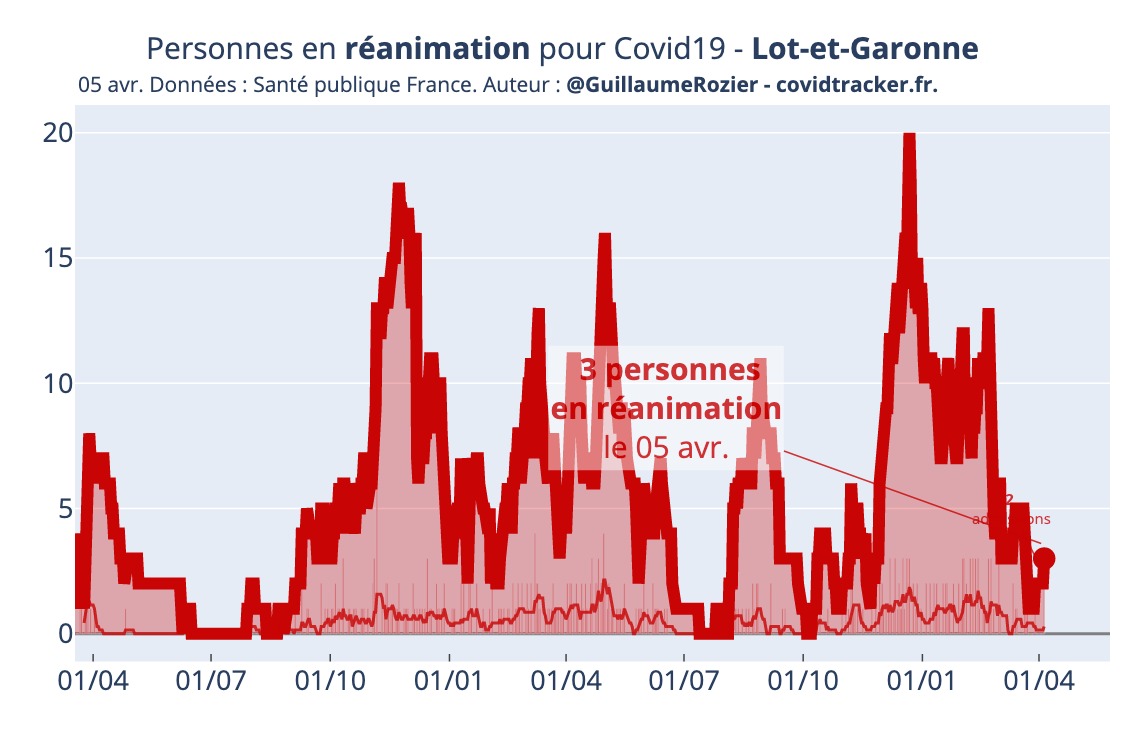 Personnes en réanimation pour Covid19 - Lot-et-Garonne
05 avr. Données : Santé publique France. Auteur : @GuillaumeRozier - covidtracker.fr.
20
15
10
5
0
3 personnes
en réanimation
le 05 avr.
01/04
01/07
01/10
01/01
01/04
01/07
01/10
01/01
01/04